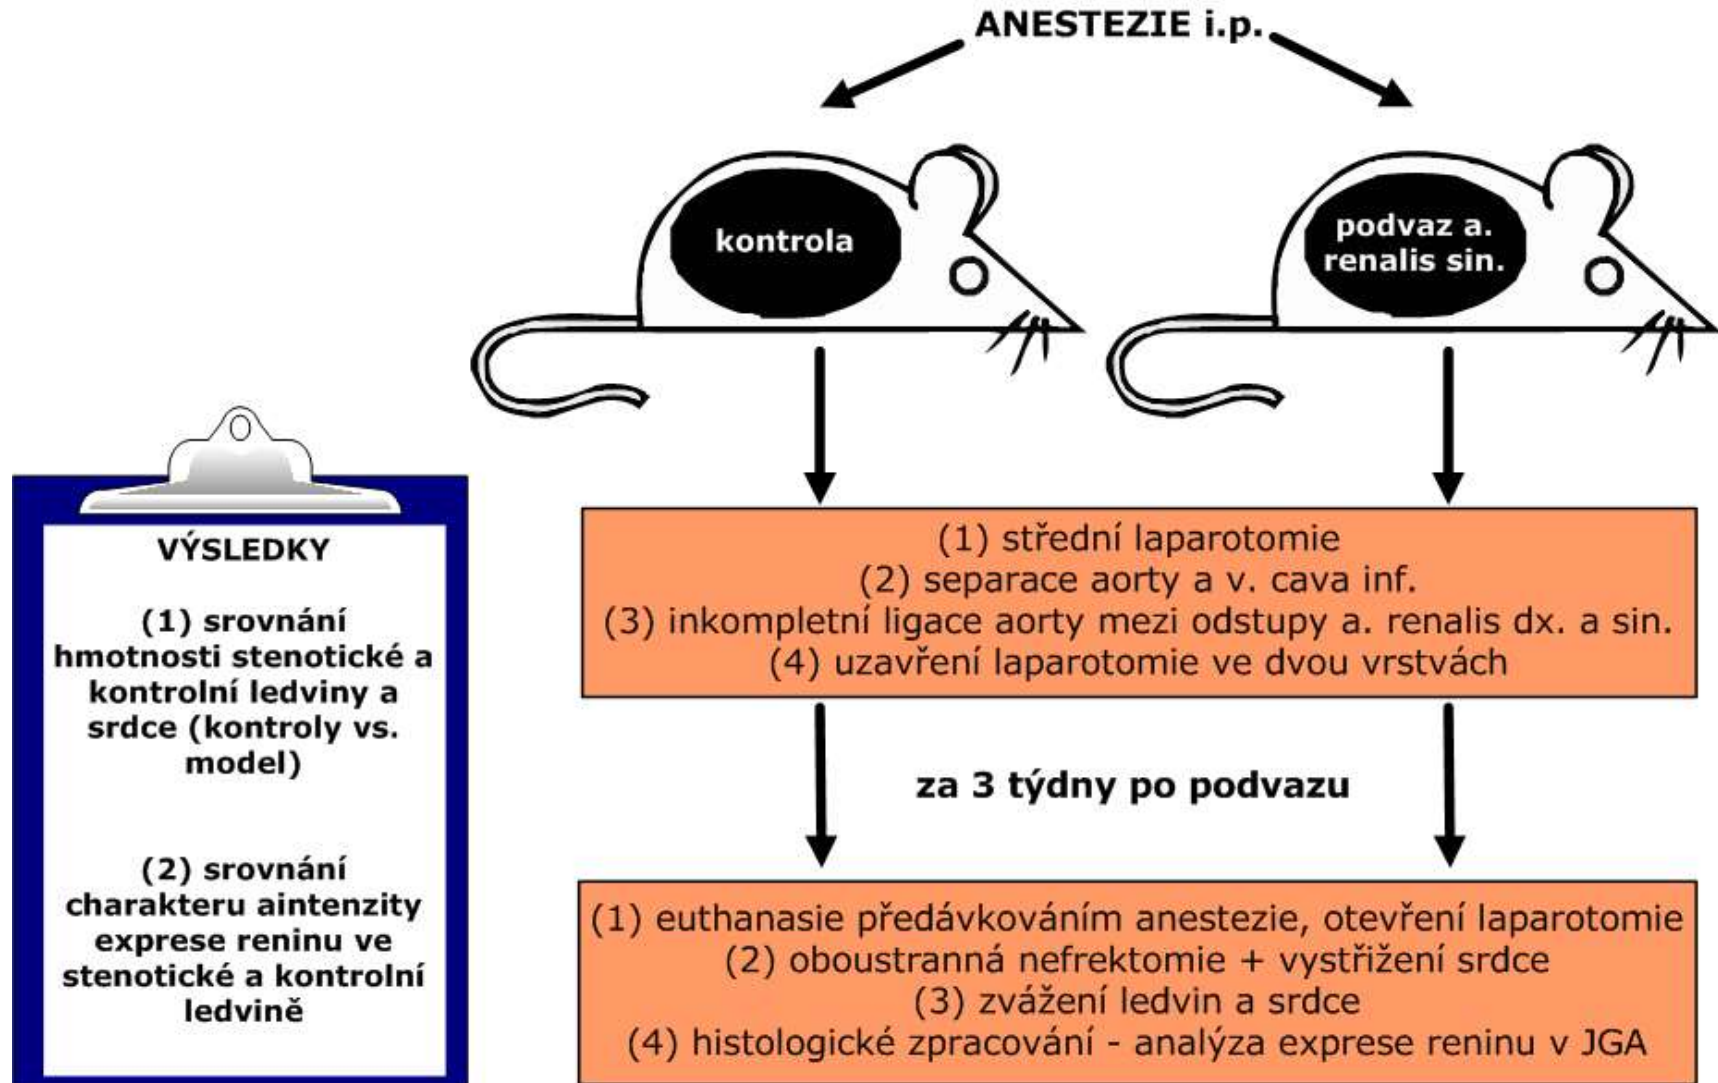 ANESTEZIE i.p.
kontrola
podvaz a.
renalis sin.
(1) střední laparotomie
(2) separace aorty a v. cava inf.
(3) inkompletní ligace aorty mezi odstupy a. renalis dx. a sin.
(4) uzavření laparotomie ve dvou vrstvách
za 3 týdny po podvazu
(1) euthanasie předávkováním anestezie, otevření laparotomie
(2) oboustranná nefrektomie + vystřižení srdce
(3) zvážení ledvin a srdce
(4) histologické zpracování - analýza exprese reninu v JGA
VÝSLEDKY
(1) srovnání
hmotnosti stenotické a
kontrolní ledviny a
srdce (kontroly vs.
model)
(2) srovnání
charakteru aintenzity
exprese reninu ve
stenotické a kontrolní
ledvině